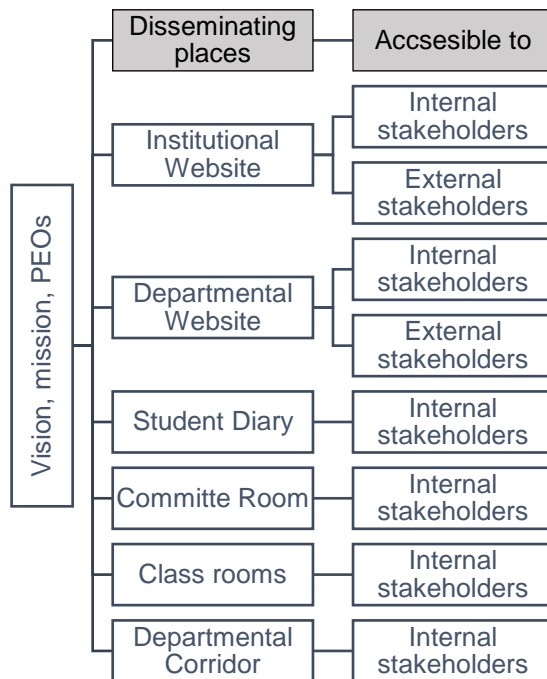 Disseminating
places
Accsesible to
Vision, mission, PEOs
Institutional
Website
Internal
stakeholders
External
stakeholders
Departmental
Website
Internal
stakeholders
External
stakeholders
Student Diary
Internal
stakeholders
Committe Room
Internal
stakeholders
Class rooms
Internal
stakeholders
Departmental
Corridor
Internal
stakeholders